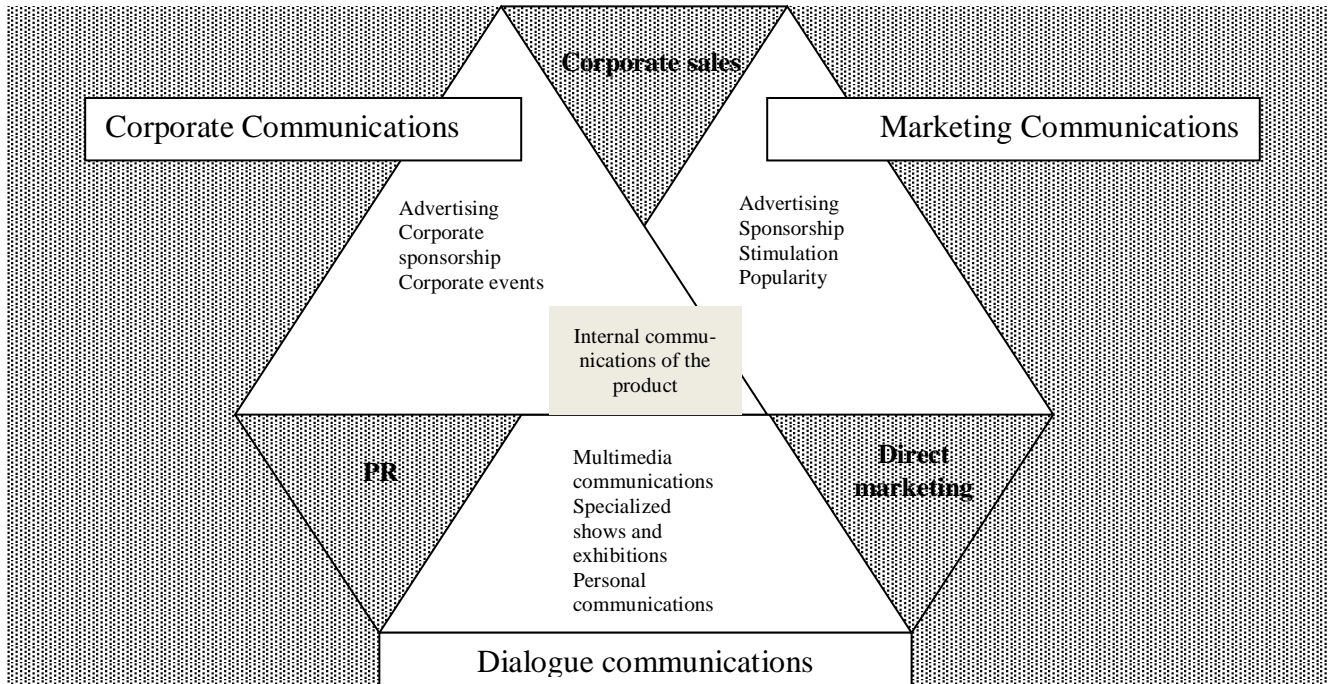 Corporate sales
Corporate Communications
Marketing Communications
Advertising
Corporate
sponsorship
Corporate events
Advertising
Sponsorship
Stimulation
Popularity
Internal commu-
nications of the
product
PR
Multimedia
communications
Specialized
shows and
exhibitions
Personal
communications
Direct
marketing
Dialogue communications